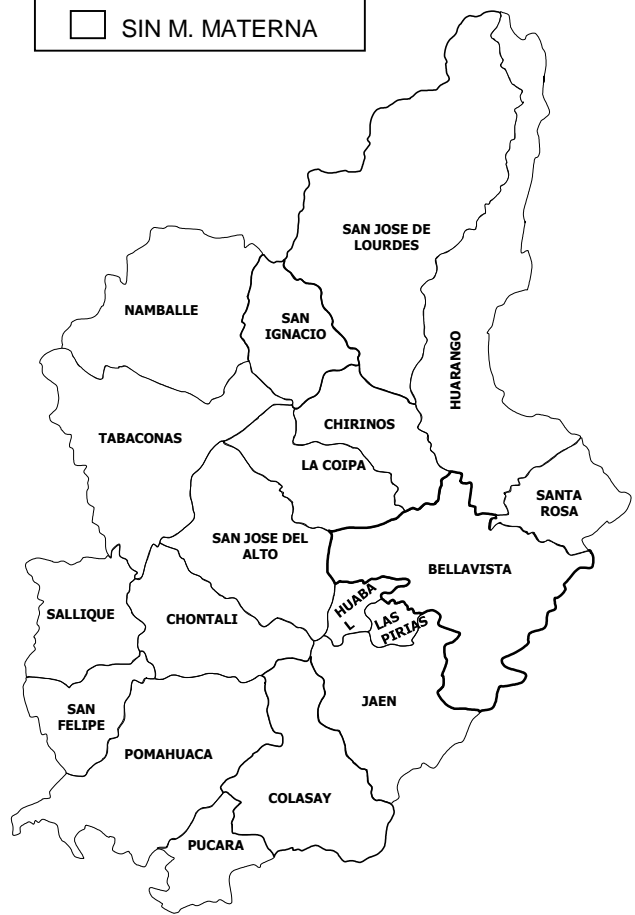 SIN M. MATERNA
SAN JOSE DE
LOURDES
NAMBALLE
SAN
IGNACIO
HUARANGO
CHIRINOS
TABACONAS
LA COIPA
SANTA
ROSA
SAN JOSE DEL
ALTO
BELLAVISTA
HUABA
L
SALLIQUE
CHONTALI
LAS
PIRIAS
JAEN
SAN
FELIPE
POMAHUACA
COLASAY
PUCARA